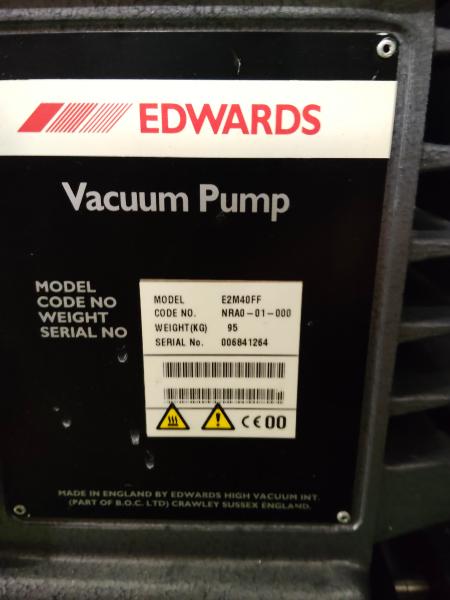 EDWARDS
Vacuum Pump
MODEL
CODE NO
WEIGHT
SERIAL NO
MODEL E2M40FF
CODE NO. NRA0-01-000
WEIGHT(KG) 95
SERIAL No. 006841264
CE00
MADE IN ENGLAND BY EDWARDS HIGH VACUUM INT.
(PART OF B.O.C. LTD) CRAWLEY SUSSEX ENGLAND.